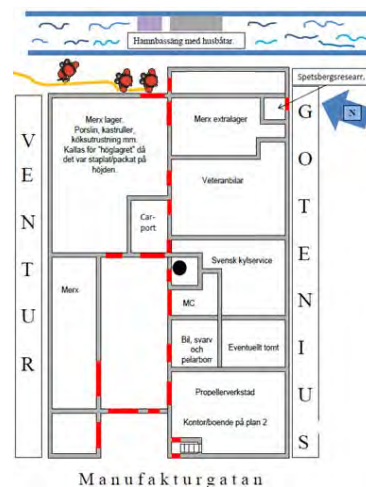 Hamnbassäng med husbåtar.
Spetsbergsresearr.
N
VENTUR
GOTENIUS
Merx lager.
Porslin, kastruller,
köksutrustning mm.
Kallas för "höglagret" då
det var staplat/packat på
höjden.
Merx extralager
Veteranbilar
Car-
port
Svensk kylservice
Merx
MC
Bil, svarv
och
pelarborr
Eventuellt tomt
Propellerverkstad
Kontor/boende på plan 2
Manufakturgatan